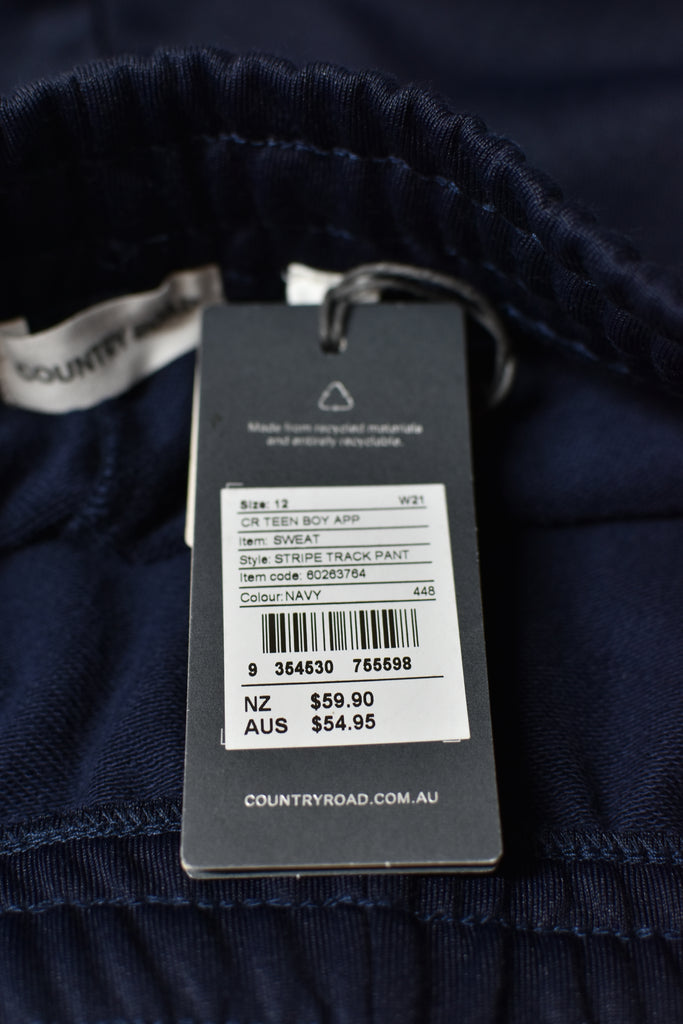 COUNTRY
Made from recycled materials
and entirely recyclable.
Size: 12 W21
CR TEEN BOY APP
Item: SWEAT
Style: STRIPE TRACK PANT
Item code: 60263764
Colour: NAVY 448
9 354530 755598
NZ $59.90
AUS $54.95
COUNTRYROAD.COM.AU